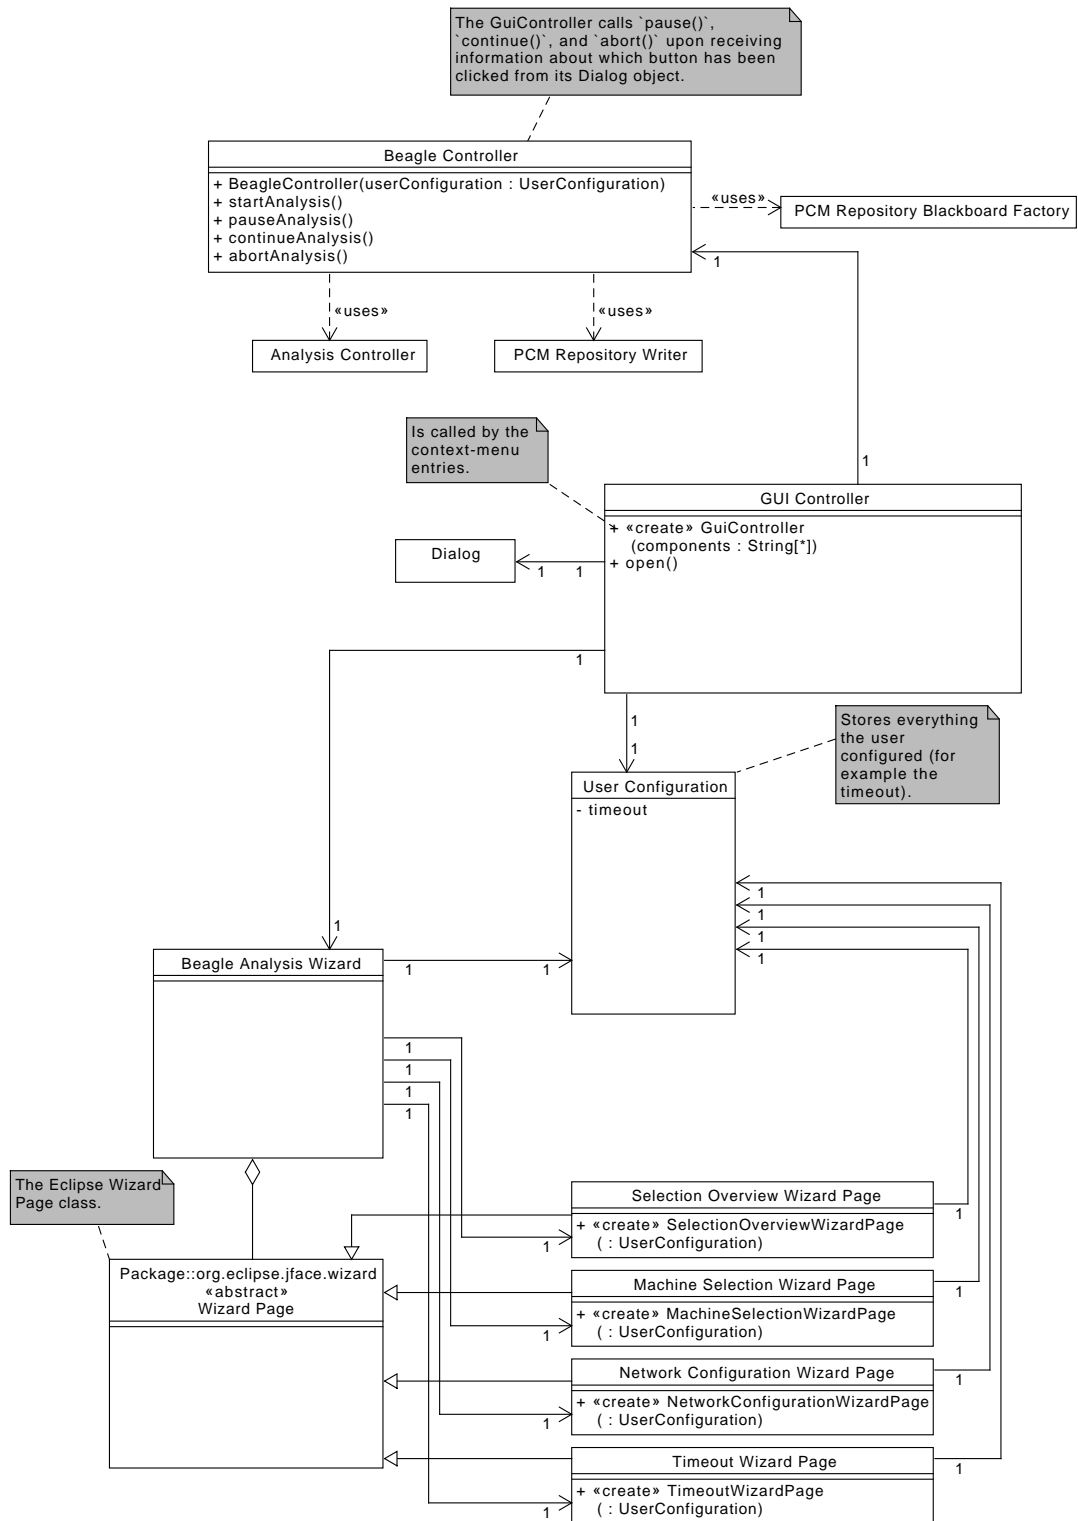 The GuiController calls `pause()`,
`continue()`, and `abort()` upon receiving
information about which button has been
clicked from its Dialog object.
Beagle Controller
+ BeagleController(userConfiguration : UserConfiguration)
+ startAnalysis()
+ pauseAnalysis()
+ continueAnalysis()
+ abortAnalysis()
«uses»
PCM Repository Blackboard Factory
1
«uses»
«uses»
Analysis Controller
PCM Repository Writer
Is called by the
context-menu
entries.
1
GUI Controller
+ «create» GuiController
(components : String[*])
+ open()
Dialog
1
1
1
1
1
Stores everything
the user
configured (for
example the
timeout).
User Configuration
- timeout
1
1
1
1
1
Beagle Analysis Wizard
1
1
1
1
1
1
The Eclipse Wizard
Page class.
Package::org.eclipse.jface.wizard
«abstract»
Wizard Page
Selection Overview Wizard Page
1
+ «create» SelectionOverviewWizardPage
( : UserConfiguration)
1
Machine Selection Wizard Page
1
+ «create» MachineSelectionWizardPage
( : UserConfiguration)
1
Network Configuration Wizard Page
1
+ «create» NetworkConfigurationWizardPage
( : UserConfiguration)
1
Timeout Wizard Page
1
+ «create» TimeoutWizardPage
( : UserConfiguration)
1